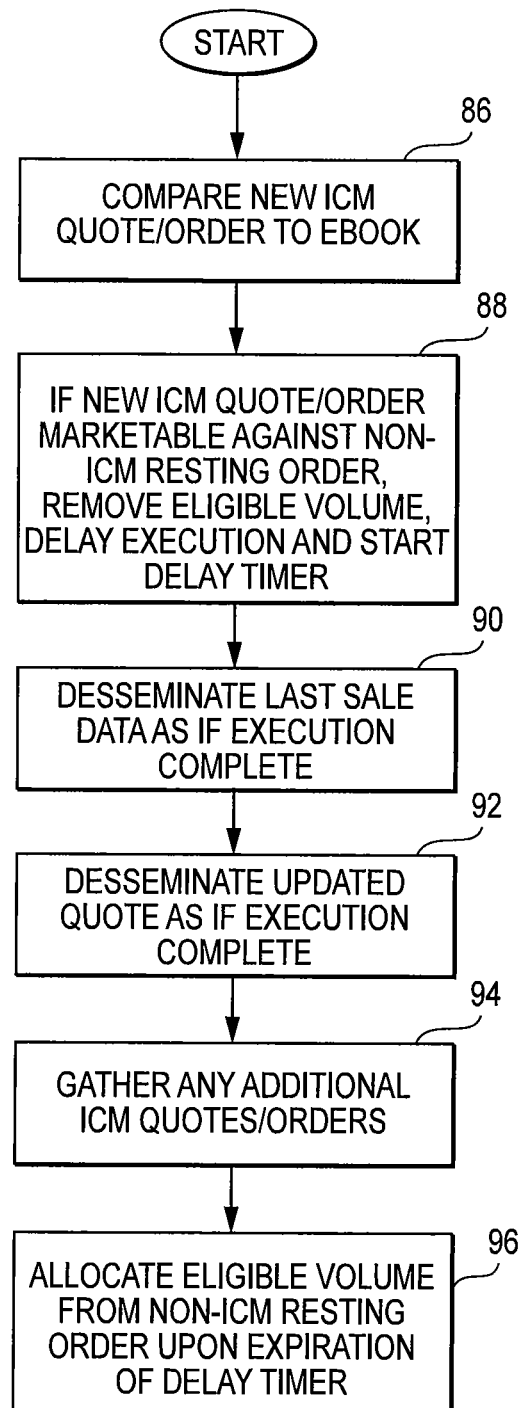 START
86
COMPARE NEW ICM
QUOTE/ORDER TO EBOOK
88
IF NEW ICM QUOTE/ORDER
MARKETABLE AGAINST NON-
ICM RESTING ORDER,
REMOVE ELIGIBLE VOLUME,
DELAY EXECUTION AND START
DELAY TIMER
90
DESSEMINATE LAST SALE
DATA AS IF EXECUTION
COMPLETE
92
DESSEMINATE UPDATED
QUOTE AS IF EXECUTION
COMPLETE
94
GATHER ANY ADDITIONAL
ICM QUOTES/ORDERS
96
ALLOCATE ELIGIBLE VOLUME
FROM NON-ICM RESTING
ORDER UPON EXPIRATION
OF DELAY TIMER